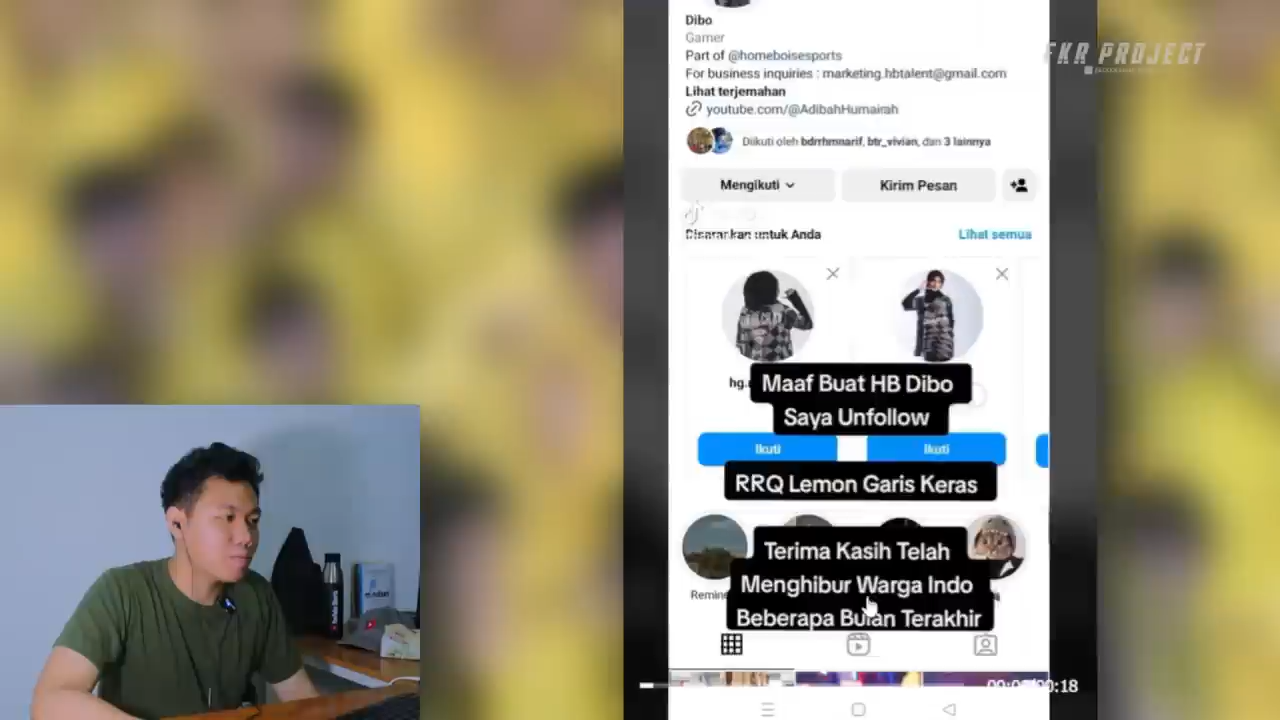 FKR PROJECT
Dibo
Gamer
Part of @homeboisesports
For business inquiries : marketing.hbtalent@gmail.com
Lihat terjemahan
youtube.com/@AdibahHumairah
Diikuti oleh bdrrhmnarif, btr_vivian, dan 3 lainnya
Mengikuti
Kirim Pesan
Disarankan untuk Anda
Lihat semua
hg.
Maaf Buat HB Dibo
Saya Unfollow
Ikuti
Ikuti
RRQ Lemon Garis Keras
Terima Kasih Telah
Menghibur Warga Indo
Beberapa Bulan Terakhir